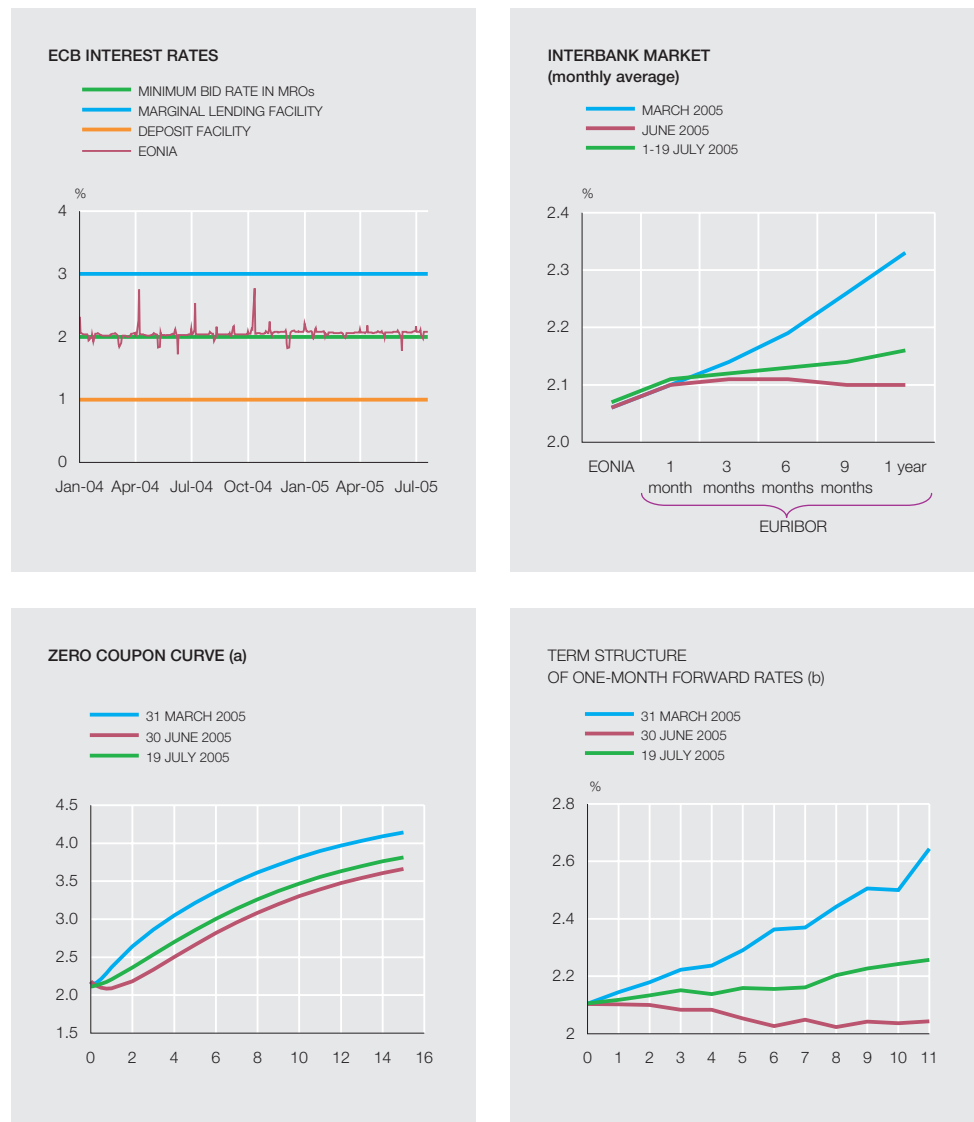 ECB INTEREST RATES
MINIMUM BID RATE IN MROs
MARGINAL LENDING FACILITY
DEPOSIT FACILITY
EONIA
%
4
3
2
1
0
Jan-04 Apr-04 Jul-04 Oct-04 Jan-05 Apr-05 Jul-05
INTERBANK MARKET
(monthly average)
MARCH 2005
JUNE 2005
1-19 JULY 2005
%
2.4
2.3
2.2
2.1
2.0
EONIA 1 3 6 9 1 year
month months months months
EURIBOR
ZERO COUPON CURVE (a)
31 MARCH 2005
30 JUNE 2005
19 JULY 2005
4.5
4.0
3.5
3.0
2.5
2.0
1.5
0 2 4 6 8 10 12 14 16
TERM STRUCTURE
OF ONE-MONTH FORWARD RATES (b)
31 MARCH 2005
30 JUNE 2005
19 JULY 2005
%
2.8
2.6
2.4
2.2
2
0 1 2 3 4 5 6 7 8 9 10 11